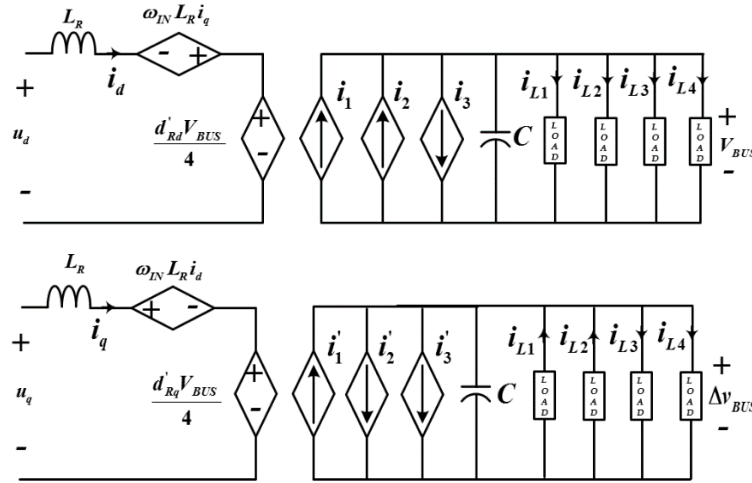 L_R
ω_IN L_R i_q
- +
i_d
+
u_d
-
d'_Rd V_BUS
4
+
-
i_1 i_2 i_3
C
i_L1 i_L2 i_L3 i_L4
LOAD LOAD LOAD LOAD
+
V_BUS
-
L_R
ω_IN L_R i_d
+ -
i_q
+
u_q
-
d'_Rq V_BUS
4
+
-
i'_1 i'_2 i'_3
C
i_L1 i_L2 i_L3 i_L4
LOAD LOAD LOAD LOAD
+
Δv_BUS
-